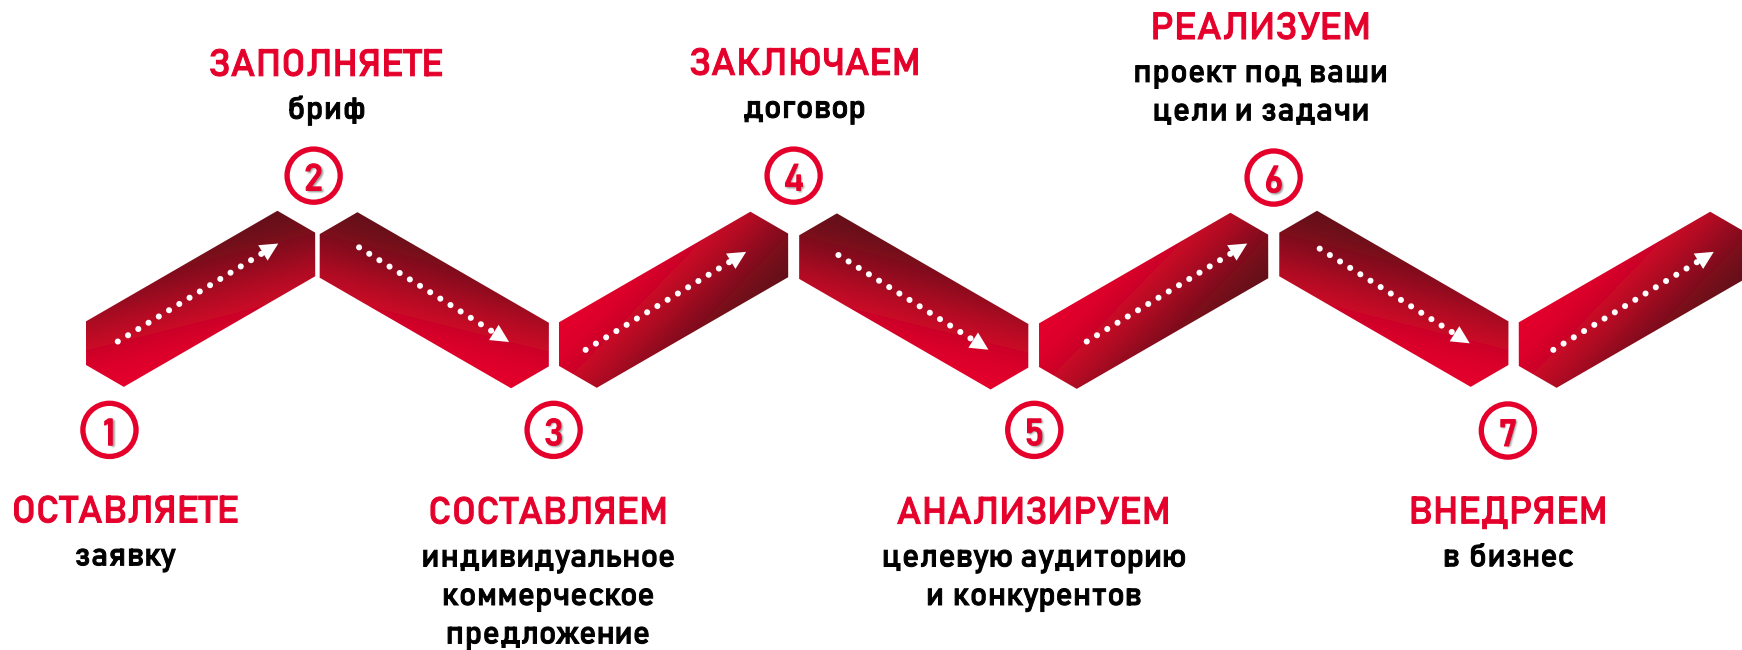 1
ОСТАВЛЯЕТЕ
заявку
ЗАПОЛНЯЕТЕ
бриф
2
3
СОСТАВЛЯЕМ
индивидуальное
коммерческое
предложение
ЗАКЛЮЧАЕМ
договор
4
5
АНАЛИЗИРУЕМ
целевую аудиторию
и конкурентов
РЕАЛИЗУЕМ
проект под ваши
цели и задачи
6
7
ВНЕДРЯЕМ
в бизнес